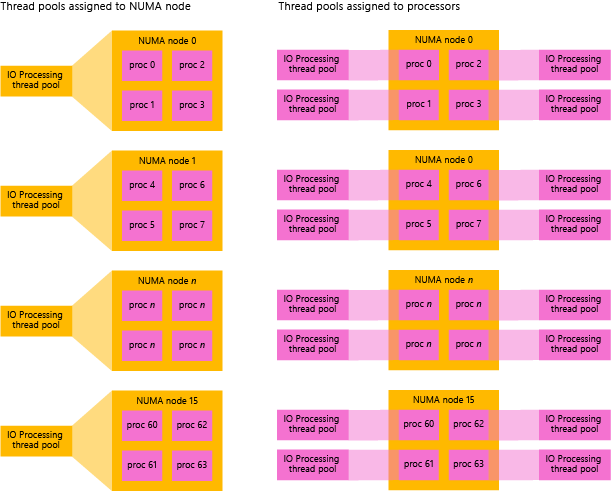 Thread pools assigned to NUMA node
NUMA node 0
IO Processing
thread pool
proc 0
proc 2
proc 1
proc 3
NUMA node 1
IO Processing
thread pool
proc 4
proc 6
proc 5
proc 7
NUMA node n
IO Processing
thread pool
proc n
proc n
proc n
proc n
NUMA node 15
IO Processing
thread pool
proc 60
proc 62
proc 61
proc 63
Thread pools assigned to processors
NUMA node 0
IO Processing
thread pool
proc 0
proc 2
IO Processing
thread pool
IO Processing
thread pool
proc 1
proc 3
IO Processing
thread pool
NUMA node 0
IO Processing
thread pool
proc 4
proc 6
IO Processing
thread pool
IO Processing
thread pool
proc 5
proc 7
IO Processing
thread pool
NUMA node n
IO Processing
thread pool
proc n
proc n
IO Processing
thread pool
IO Processing
thread pool
proc n
proc n
IO Processing
thread pool
NUMA node 15
IO Processing
thread pool
proc 60
proc 62
IO Processing
thread pool
IO Processing
thread pool
proc 61
proc 63
IO Processing
thread pool